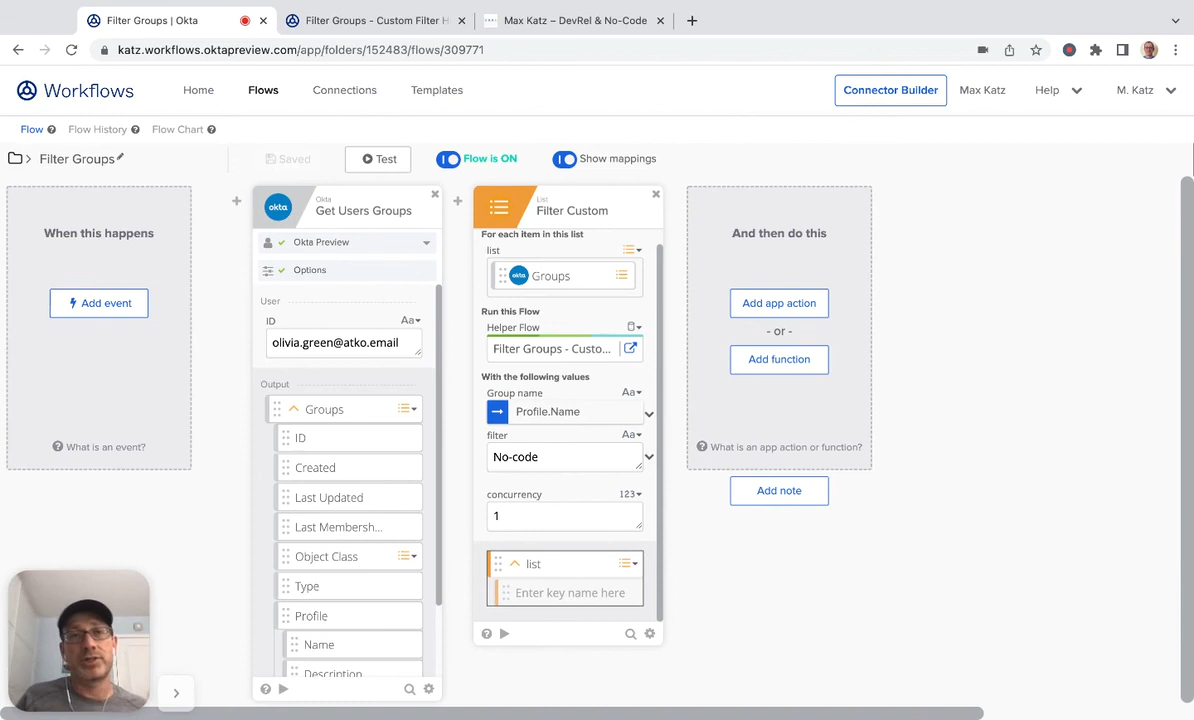 Filter Groups | Okta
Filter Groups - Custom Filter H
Max Katz – DevRel & No-Code
katz.workflows.oktapreview.com/app/folders/152483/flows/309771
Workflows
Home
Flows
Connections
Templates
Connector Builder
Max Katz
Help
M. Katz
Flow
Flow History
Flow Chart
Filter Groups
Saved
Test
Flow is ON
Show mappings
When this happens
Add event
What is an event?
okta
Okta
Get Users Groups
Okta Preview
Options
User
ID
Aa
olivia.green@atko.email
Output
Groups
ID
Created
Last Updated
Last Membersh...
Object Class
Type
Profile
Name
Description
List
Filter Custom
For each item in this list
list
okta
Groups
Run this Flow
Helper Flow
Filter Groups - Custo...
With the following values
Group name
Aa
Profile.Name
filter
Aa
No-code
concurrency
123
1
list
Enter key name here
And then do this
Add app action
- or -
Add function
What is an app action or function?
Add note